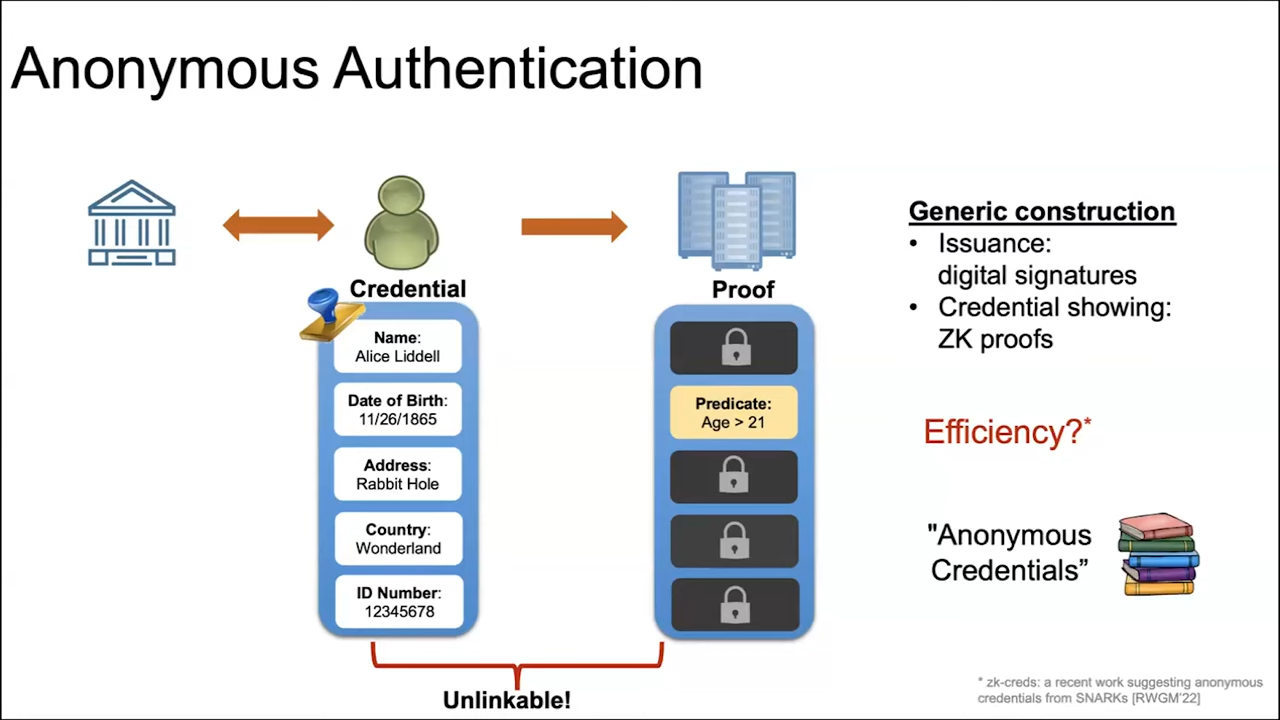 Anonymous Authentication
Credential
Name:
Alice Liddell
Date of Birth:
11/26/1865
Address:
Rabbit Hole
Country:
Wonderland
ID Number:
12345678
Proof
Predicate:
Age > 21
Unlinkable!
Generic construction
• Issuance:
digital signatures
• Credential showing:
ZK proofs
Efficiency?*
"Anonymous
Credentials”
* zk-creds: a recent work suggesting anonymous
credentials from SNARKs [RWGM'22]